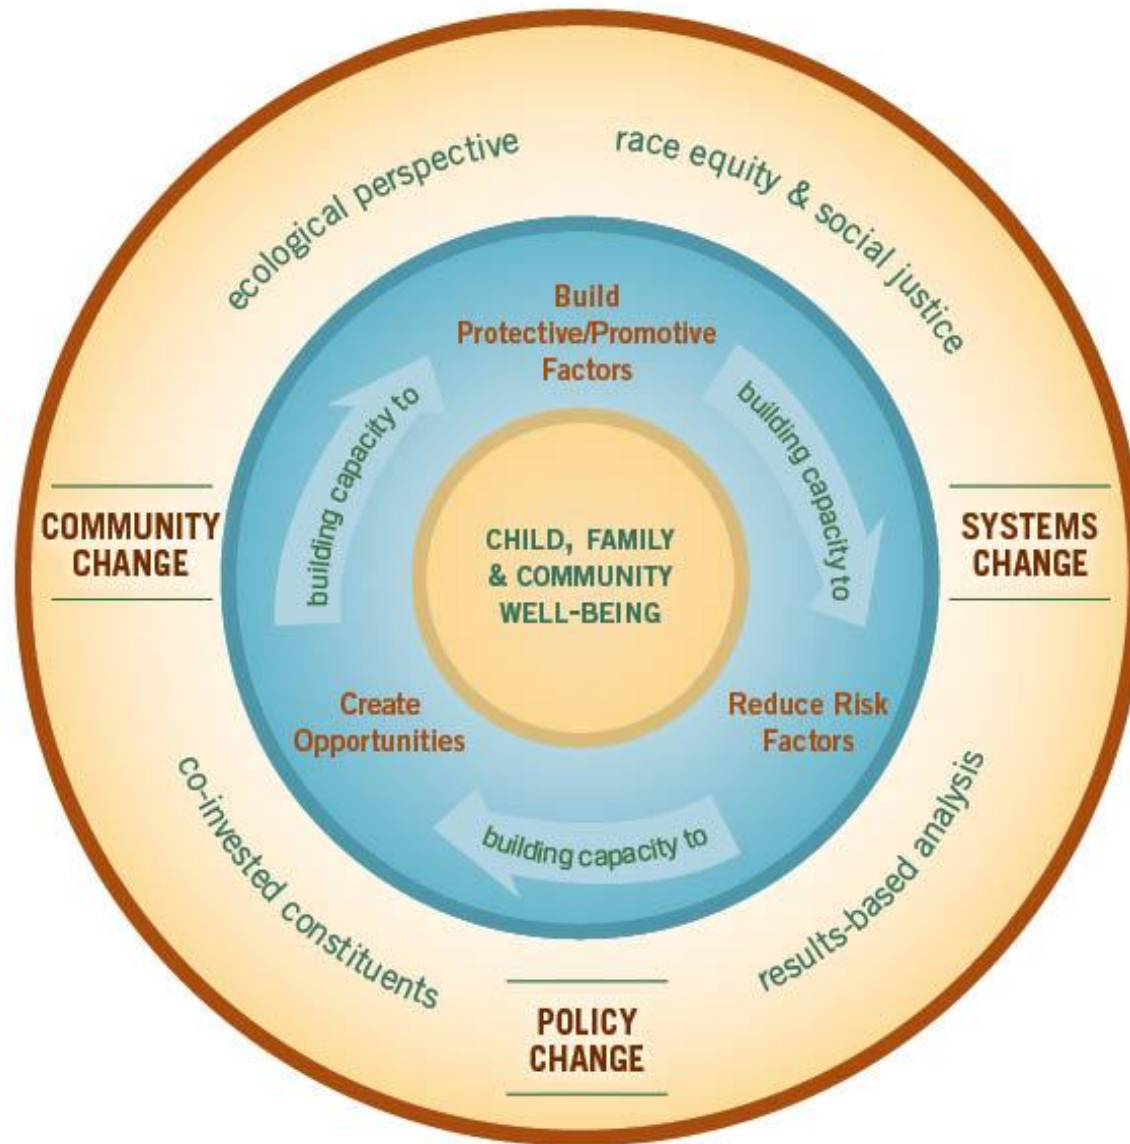 ecological perspective
race equity & social justice
Build
Protective/Promotive
Factors
building capacity to
building capacity to
COMMUNITY
CHANGE
CHILD, FAMILY
& COMMUNITY
WELL-BEING
SYSTEMS
CHANGE
Create
Opportunities
Reduce Risk
Factors
building capacity to
co-invested constituents
results-based analysis
POLICY
CHANGE